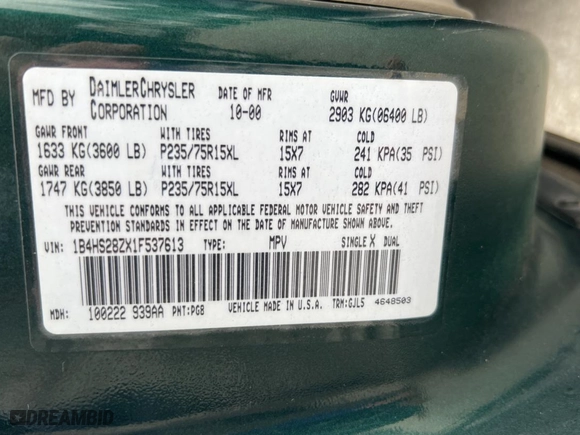 MFD BY DAIMLERCHRYSLER CORPORATION DATE OF MFR 10-00 GVWR 2903 KG(06400 LB)
GAWR FRONT WITH TIRES RIMS AT COLD
1633 KG(3600 LB) P235/75R15XL 15X7 241 KPA(35 PSI)
GAWR REAR WITH TIRES RIMS AT COLD
1747 KG(3850 LB) P235/75R15XL 15X7 282 KPA(41 PSI)
THIS VEHICLE CONFORMS TO ALL APPLICABLE FEDERAL MOTOR VEHICLE SAFETY AND THEFT
PREVENTION STANDARDS IN EFFECT ON THE DATE OF MANUFACTURE SHOWN ABOVE.
1B4HS28ZX1F537613 TYPE: MPV SINGLE X DUAL
MDH: 100222 939AA PNT:PG8 VEHICLE MADE IN U.S.A. TRM:GJL5 4648503
DREAMBID